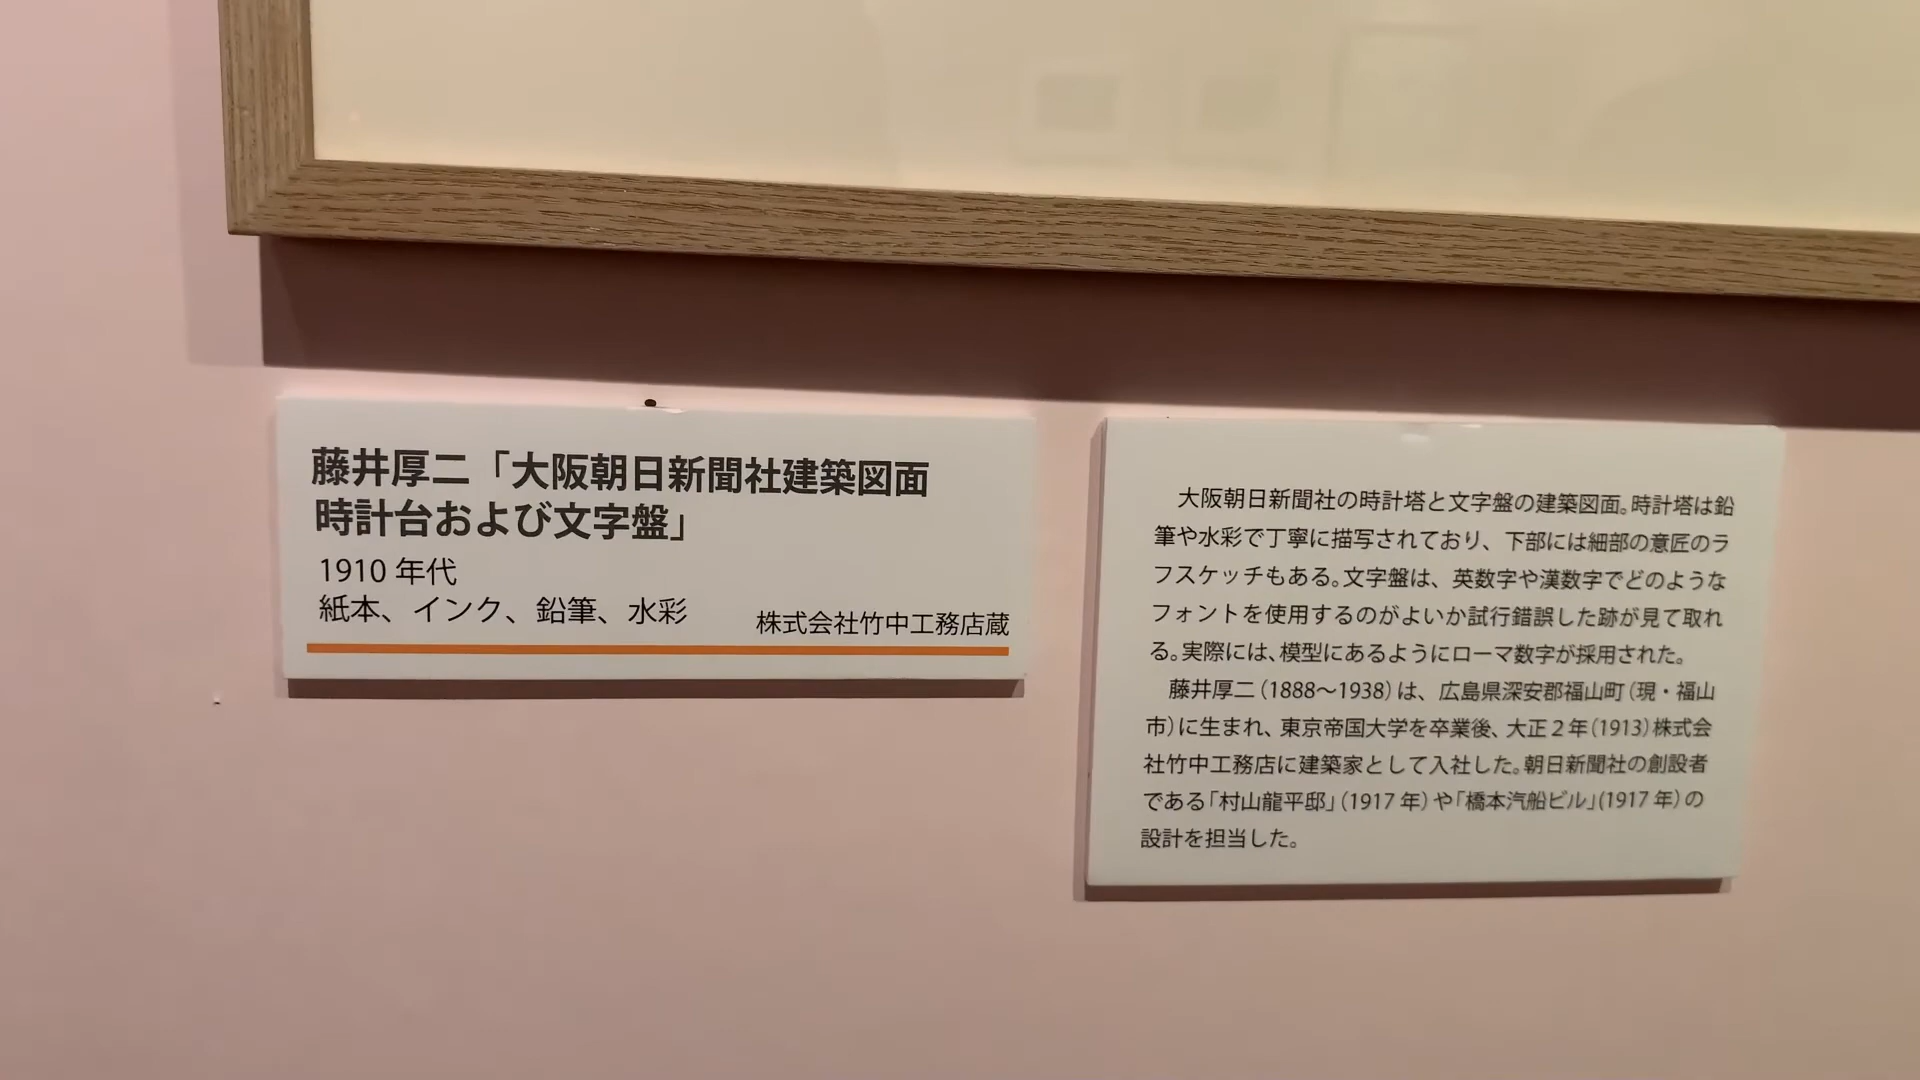 藤井厚二「大阪朝日新聞社建築図面
時計台および文字盤」
1910 年代
紙本、インク、鉛筆、水彩
株式会社竹中工務店蔵
大阪朝日新聞社の時計塔と文字盤の建築図面。時計塔は鉛
筆や水彩で丁寧に描写されており、下部には細部の意匠のラ
フスケッチもある。文字盤は、英数字や漢数字でどのような
フォントを使用するのがよいか試行錯誤した跡が見て取れ
る。実際には、模型にあるようにローマ数字が採用された。
藤井厚二（1888～1938）は、広島県深安郡福山町（現・福山
市）に生まれ、東京帝国大学を卒業後、大正２年（1913）株式会
社竹中工務店に建築家として入社した。朝日新聞社の創設者
である「村山龍平邸」（1917 年）や「橋本汽船ビル」（1917 年）の
設計を担当した。